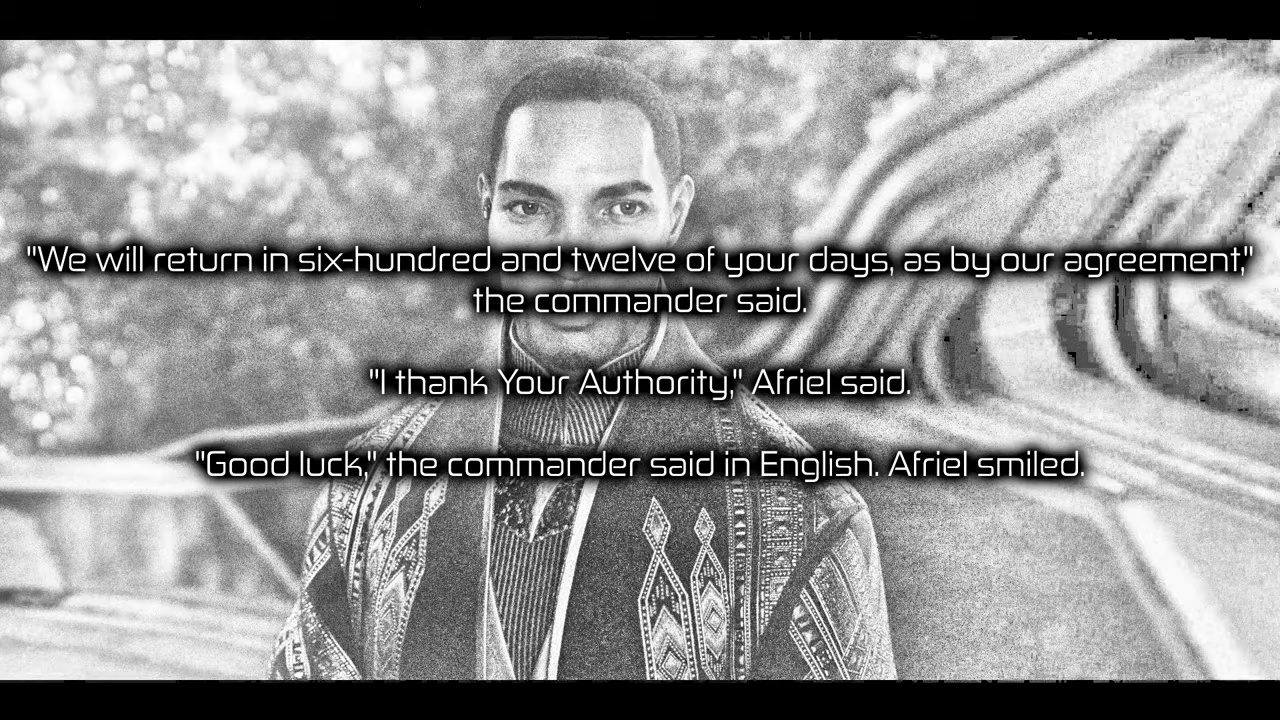 "We will return in six-hundred and twelve of your days, as by our agreement,"
the commander said.
"I thank Your Authority," Afriel said.
"Good luck," the commander said in English. Afriel smiled.